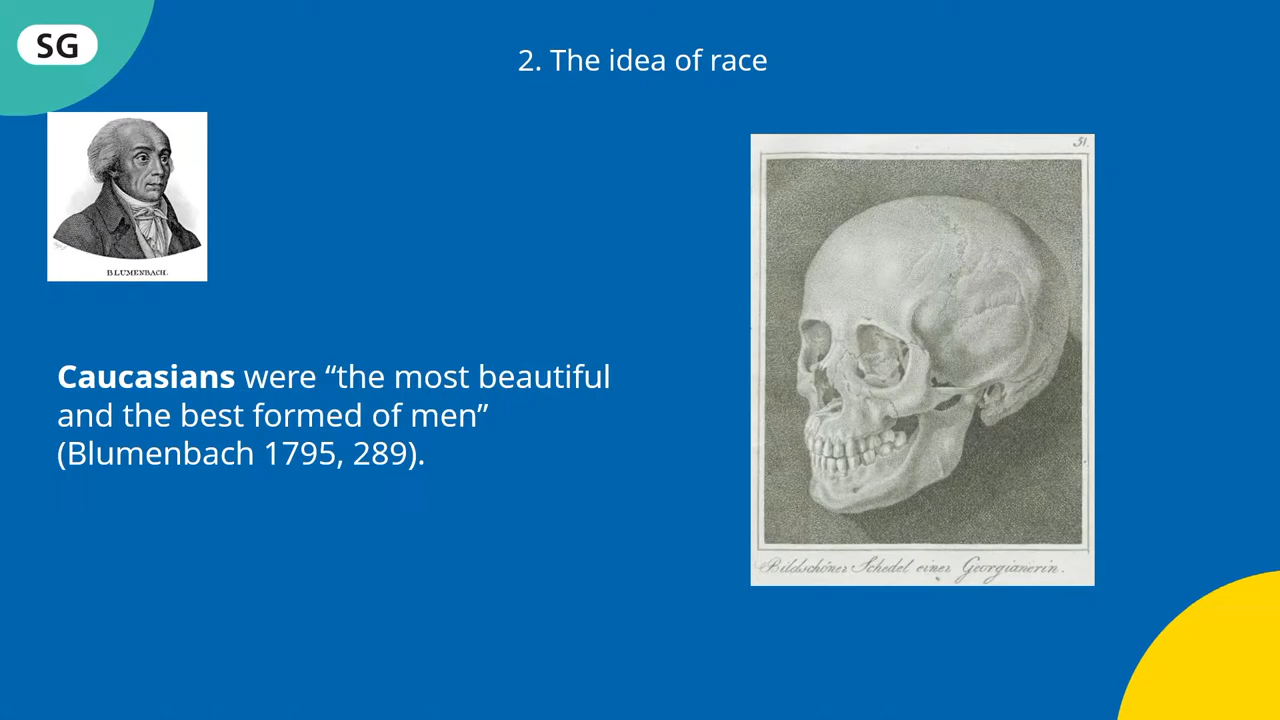 SG
2. The idea of race
BLUMENBACH.
Caucasians were “the most beautiful
and the best formed of men”
(Blumenbach 1795, 289).
51.
Bildschöner Schedel einer Georgianerin.